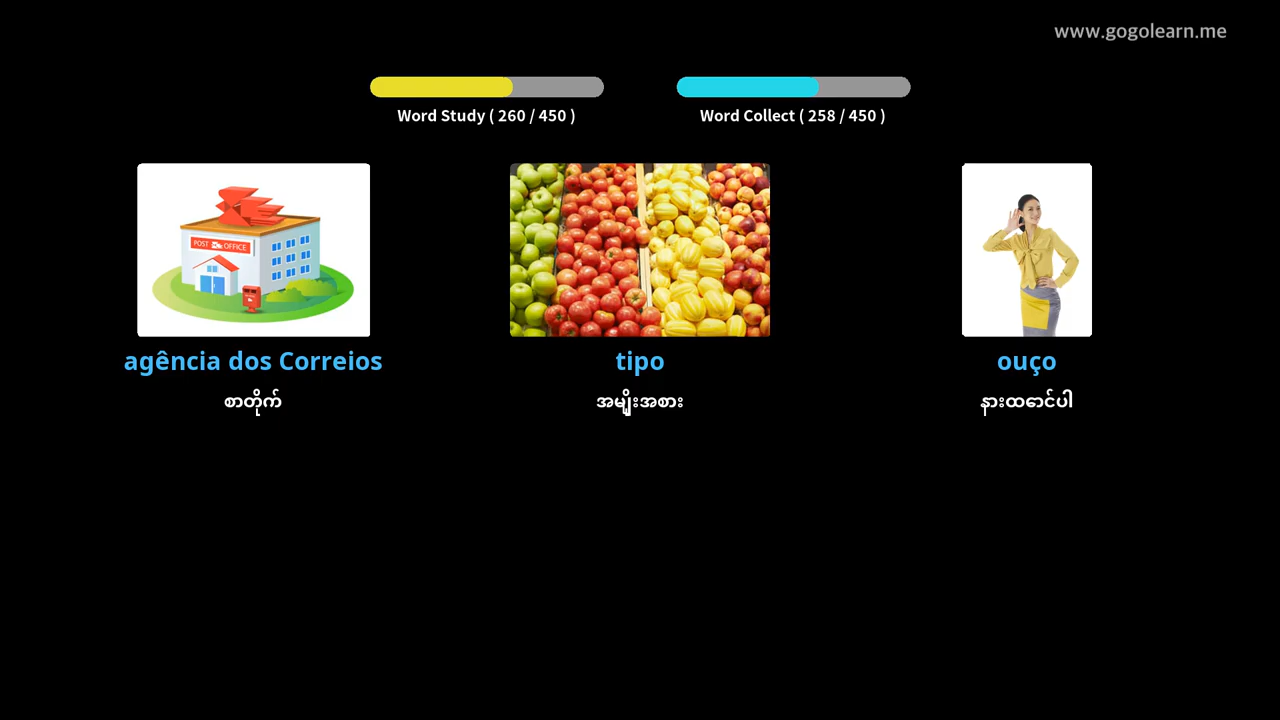 www.gogolearn.me
Word Study ( 260 / 450 )
Word Collect ( 258 / 450 )
POST OFFICE
agência dos Correios
tipo
ouço
စာတိုက်
အမျိုးအစား
နားထောင်ပါ